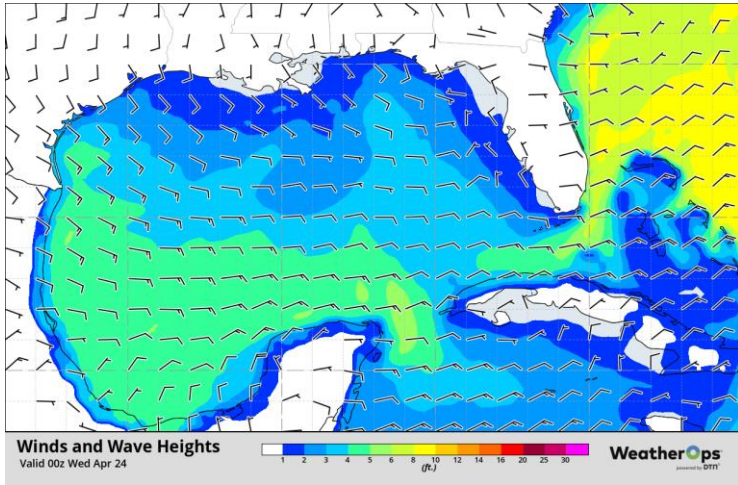 Winds and Wave Heights
Valid 00z Wed Apr 24
1 2 3 4 5 6 8 10 12 14 16 20 25 30
(ft.)
WeatherOps
powered by DTN